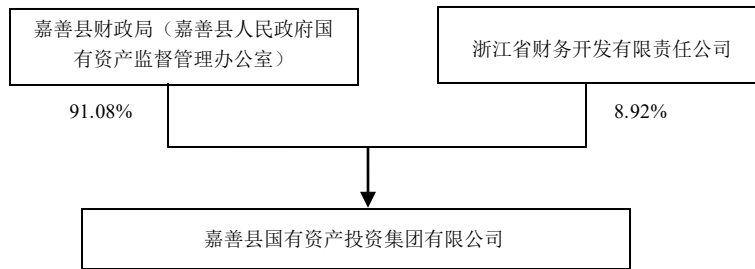 嘉善县财政局（嘉善县人民政府国
有资产监督管理办公室）
浙江省财务开发有限责任公司
91.08%
8.92%
嘉善县国有资产投资集团有限公司